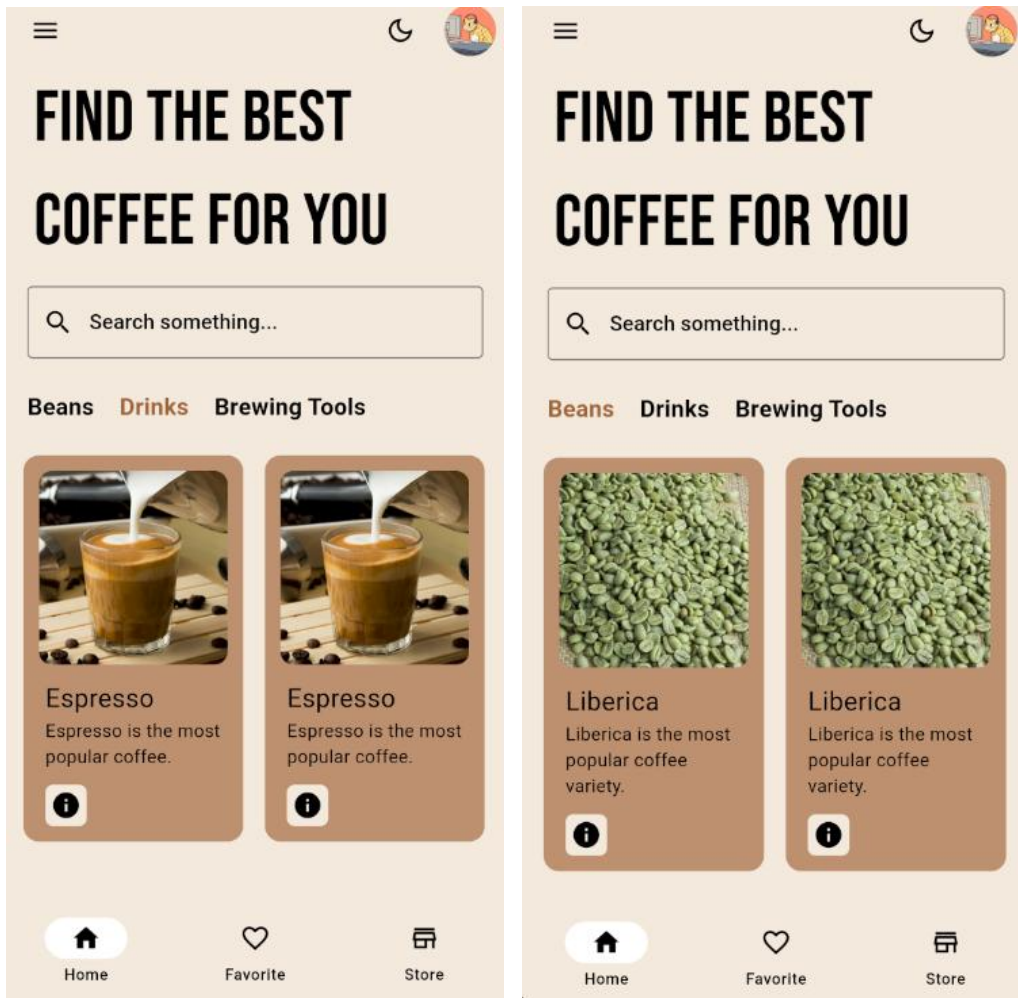 FIND THE BEST
COFFEE FOR YOU
Search something...
Beans Drinks Brewing Tools
Espresso
Espresso is the most
popular coffee.
Espresso
Espresso is the most
popular coffee.
Home Favorite Store
FIND THE BEST
COFFEE FOR YOU
Search something...
Beans Drinks Brewing Tools
Liberica
Liberica is the most
popular coffee
variety.
Liberica
Liberica is the most
popular coffee
variety.
Home Favorite Store